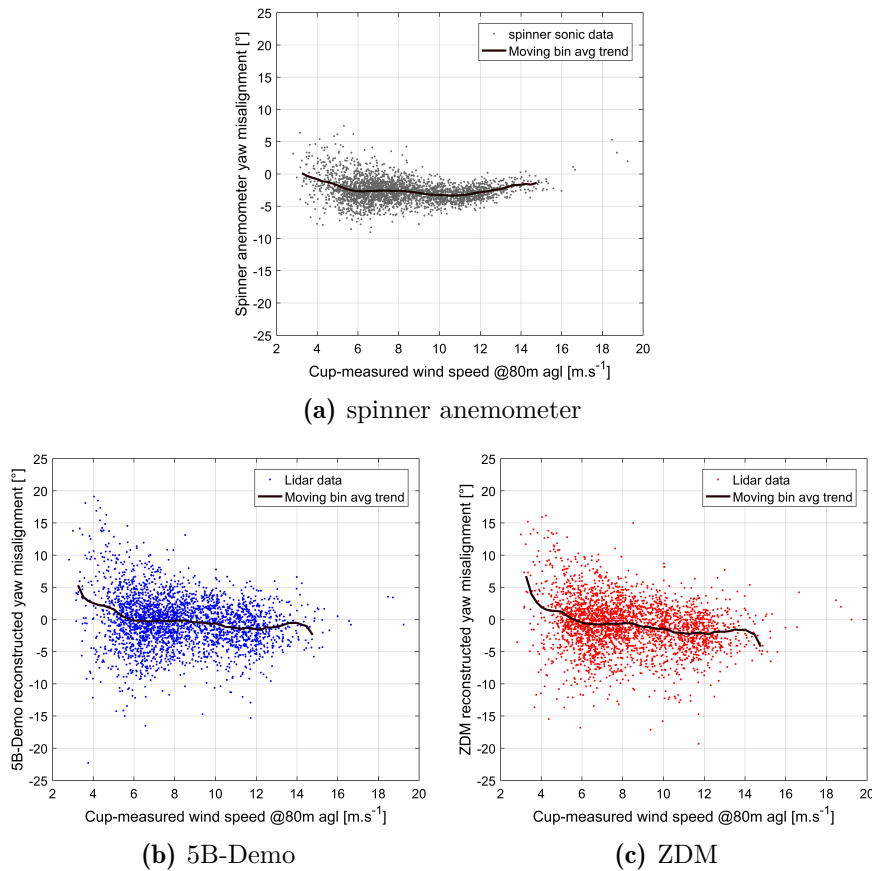 25
20
15
10
5
0
-5
-10
-15
-20
-25
Spinner anemometer yaw misalignment [°]
spinner sonic data
Moving bin avg trend
2 4 6 8 10 12 14 16 18 20
Cup-measured wind speed @80m agl [m.s⁻¹]
(a) spinner anemometer
25
20
15
10
5
0
-5
-10
-15
-20
-25
5B-Demo reconstructed yaw misalignment [°]
Lidar data
Moving bin avg trend
2 4 6 8 10 12 14 16 18 20
Cup-measured wind speed @80m agl [m.s⁻¹]
(b) 5B-Demo
25
20
15
10
5
0
-5
-10
-15
-20
-25
ZDM reconstructed yaw misalignment [°]
Lidar data
Moving bin avg trend
2 4 6 8 10 12 14 16 18 20
Cup-measured wind speed @80m agl [m.s⁻¹]
(c) ZDM